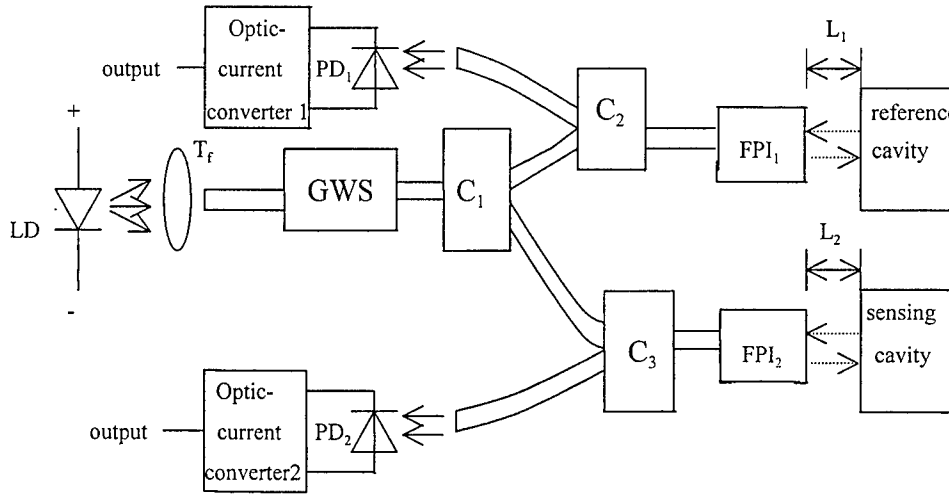 Optic-
current
converter 1
output
PD₁
C₂
FPI₁
L₁
reference
cavity
+
LD
-
T_f
GWS
C₁
L₂
sensing
cavity
C₃
FPI₂
Optic-
current
converter2
output
PD₂